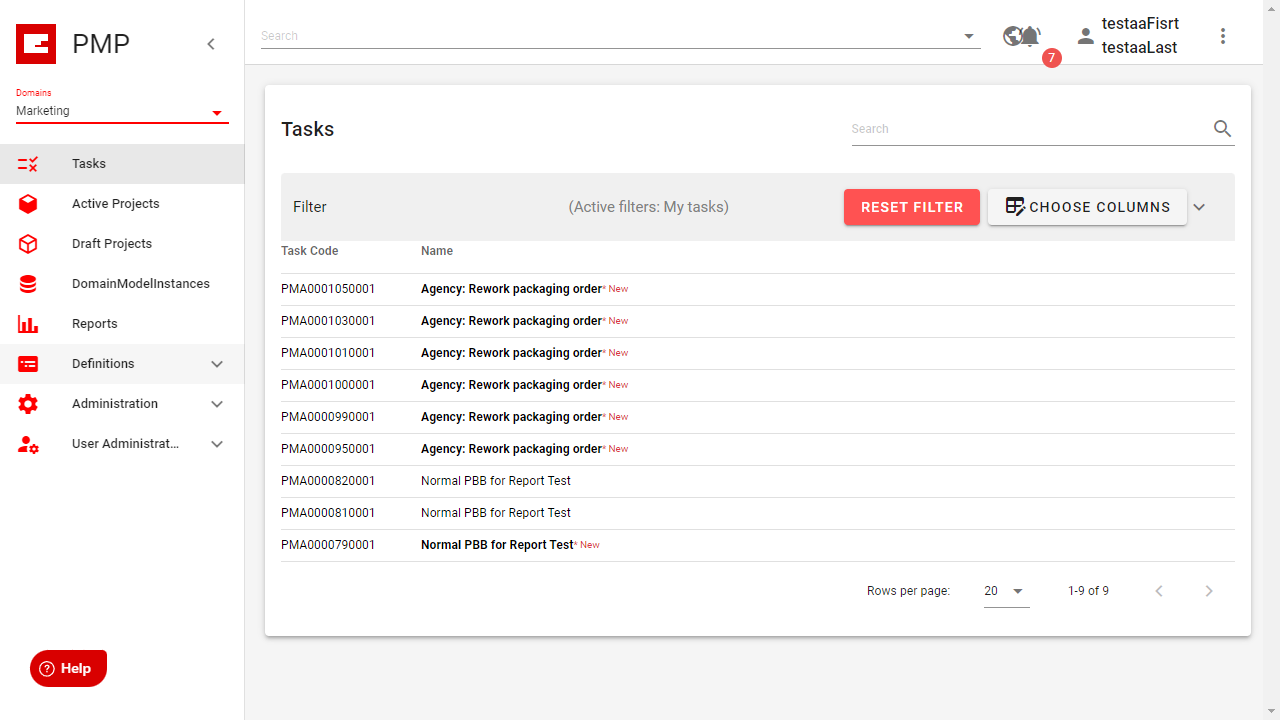 PMP
Domains
Marketing
Tasks
Active Projects
Draft Projects
DomainModelInstances
Reports
Definitions
Administration
User Administrat...
Help
Search
7
testaaFisrt
testaaLast
Tasks
Search
Filter
(Active filters: My tasks)
RESET FILTER
CHOOSE COLUMNS
Task Code Name
PMA0001050001 Agency: Rework packaging order* New
PMA0001030001 Agency: Rework packaging order* New
PMA0001010001 Agency: Rework packaging order* New
PMA0001000001 Agency: Rework packaging order* New
PMA0000990001 Agency: Rework packaging order* New
PMA0000950001 Agency: Rework packaging order* New
PMA0000820001 Normal PBB for Report Test
PMA0000810001 Normal PBB for Report Test
PMA0000790001 Normal PBB for Report Test* New
Rows per page: 20 1-9 of 9